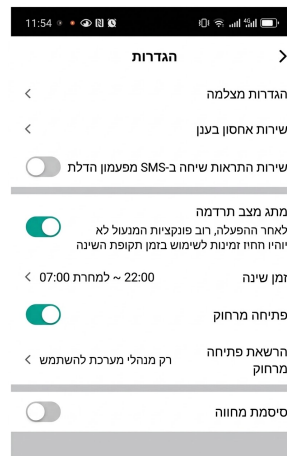 11:54
הגדרות
הגדרות מצלמה
שירות אחסון בענן
שירות התראות שיחה ב-SMS מפעמון הדלת
מתג מצב תרדמה
לאחר ההפעלה, רוב פונקציות המנעול לא
יוהיו תחיז זמינות לשימוש בזמן תקופת השינה
זמן שינה 22:00 ~ למחרת 07:00
פתיחה מרחוק
הרשאת פתיחה
מרחוק
רק מנהלי מערכת כרהתשמש
סיסמת מחווה